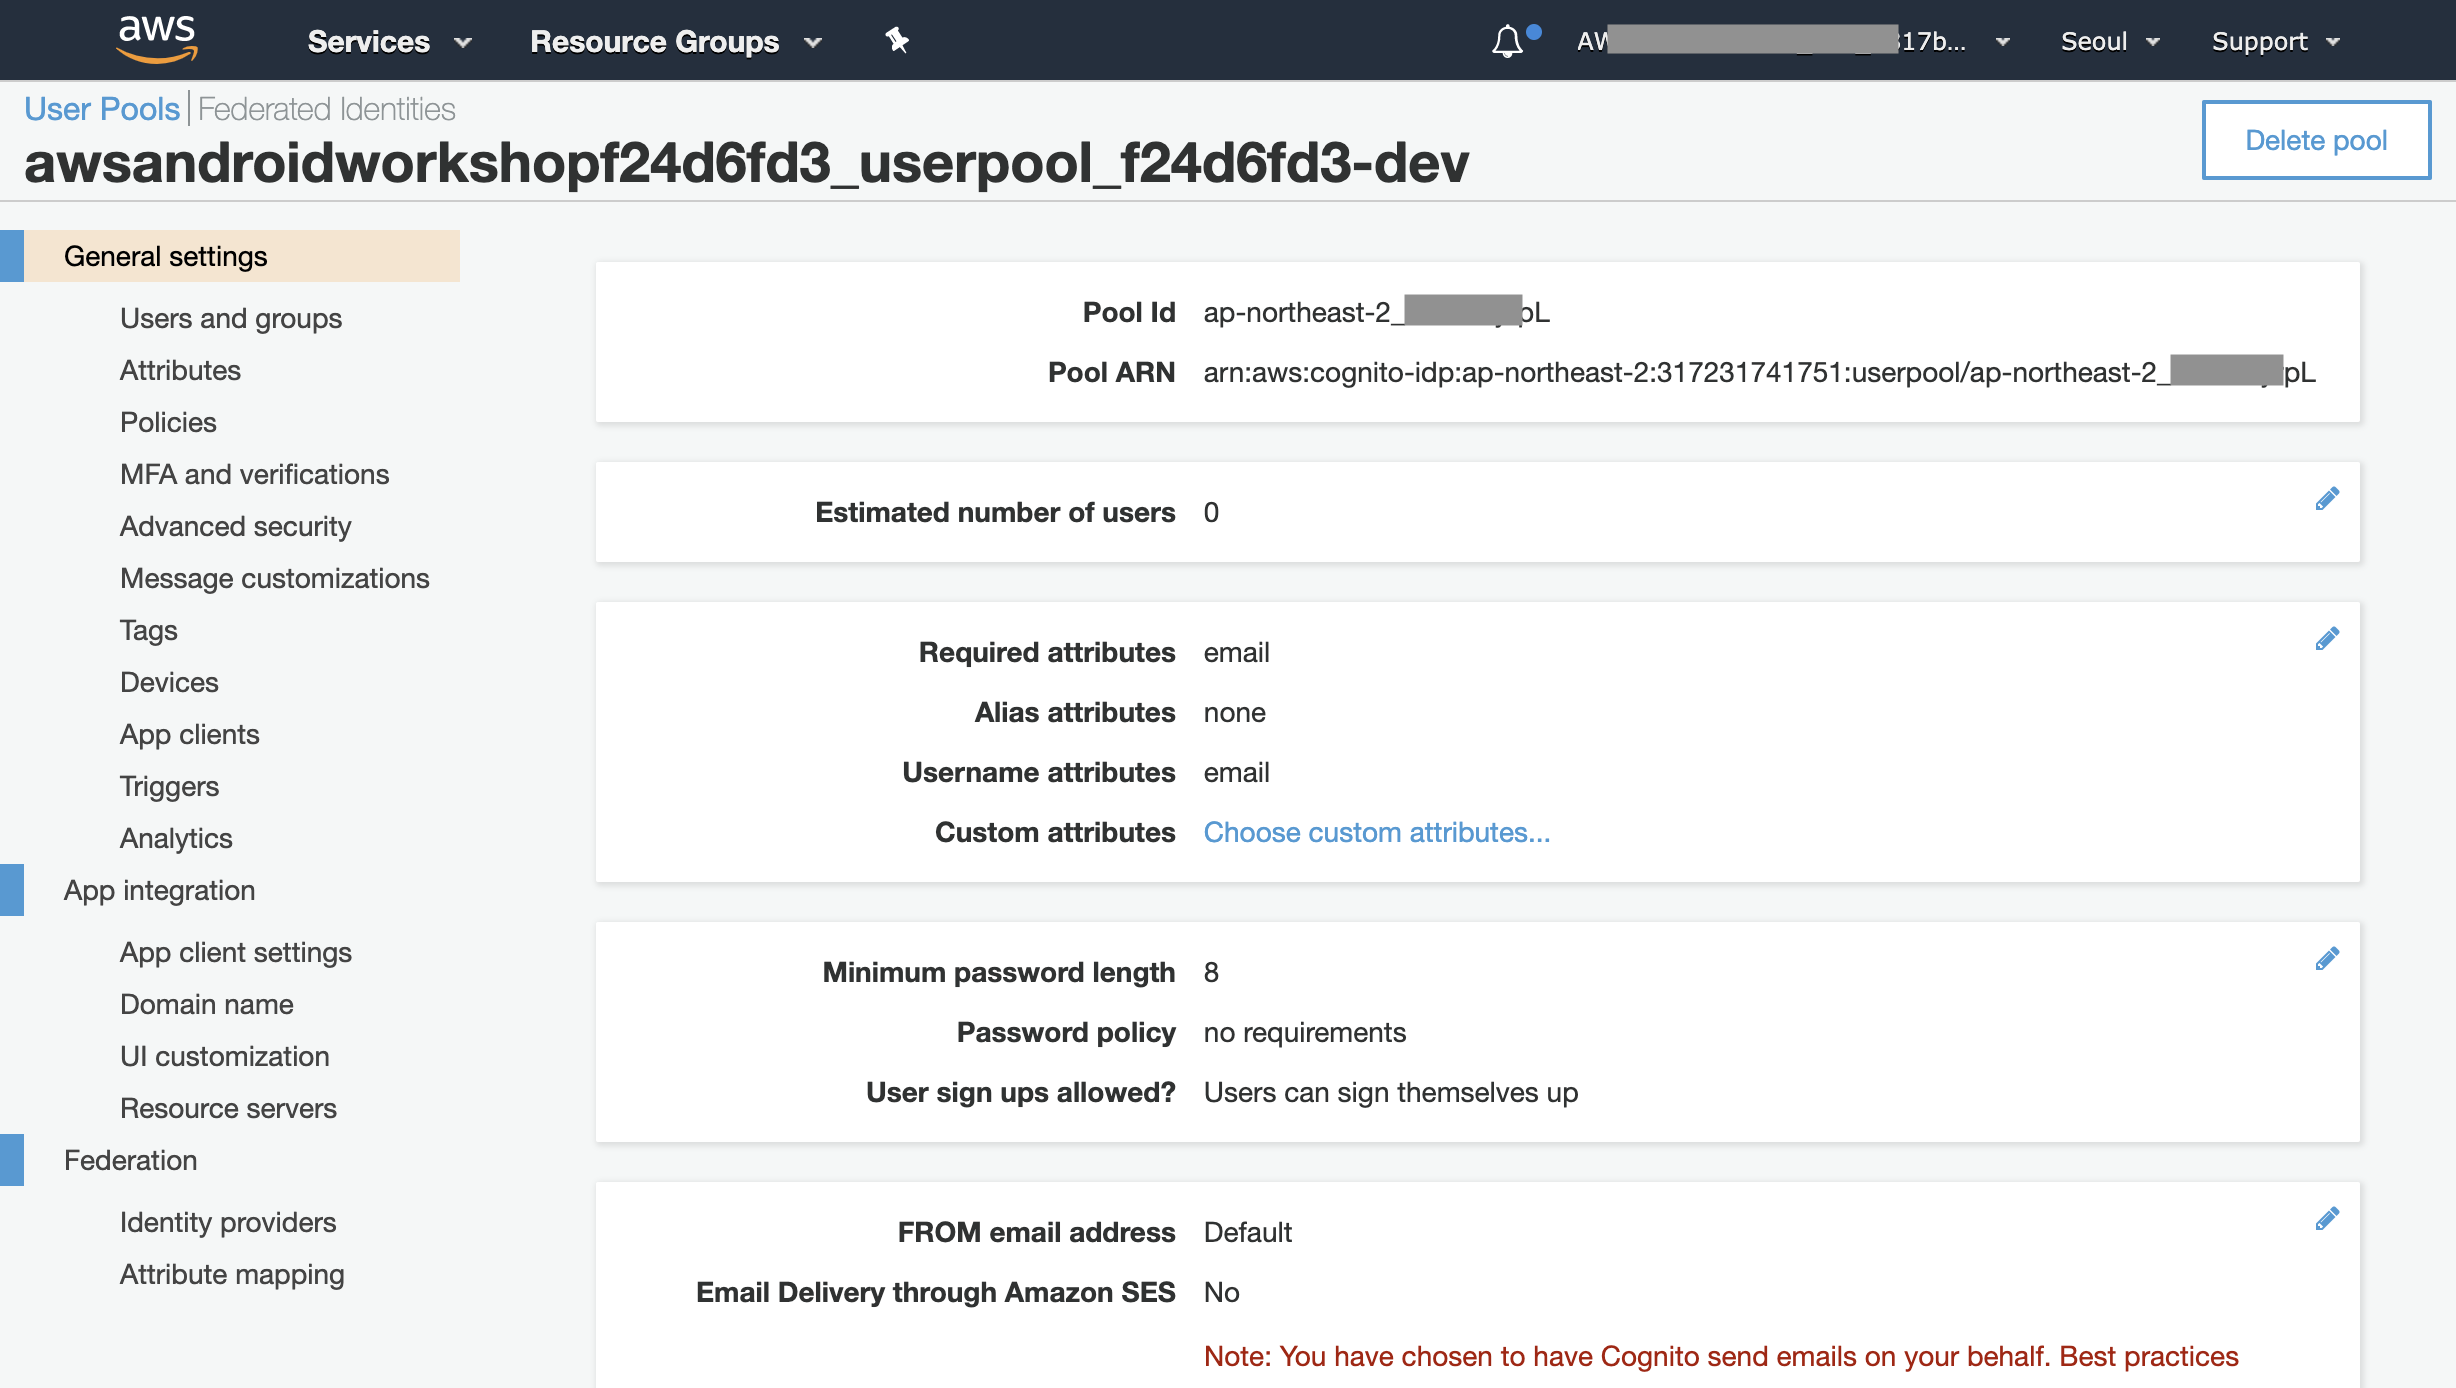 aws Services Resource Groups Seoul Support
User Pools Federated Identities
awsandroidworkshopf24d6fd3_userpool_f24d6fd3-dev
Delete pool
General settings
Users and groups
Attributes
Policies
MFA and verifications
Advanced security
Message customizations
Tags
Devices
App clients
Triggers
Analytics
App integration
App client settings
Domain name
UI customization
Resource servers
Federation
Identity providers
Attribute mapping
Pool Id ap-northeast-2_ pL
Pool ARN arn:aws:cognito-idp:ap-northeast-2:317231741751:userpool/ap-northeast-2_ pL
Estimated number of users 0
Required attributes email
Alias attributes none
Username attributes email
Custom attributes Choose custom attributes...
Minimum password length 8
Password policy no requirements
User sign ups allowed? Users can sign themselves up
FROM email address Default
Email Delivery through Amazon SES No
Note: You have chosen to have Cognito send emails on your behalf. Best practices